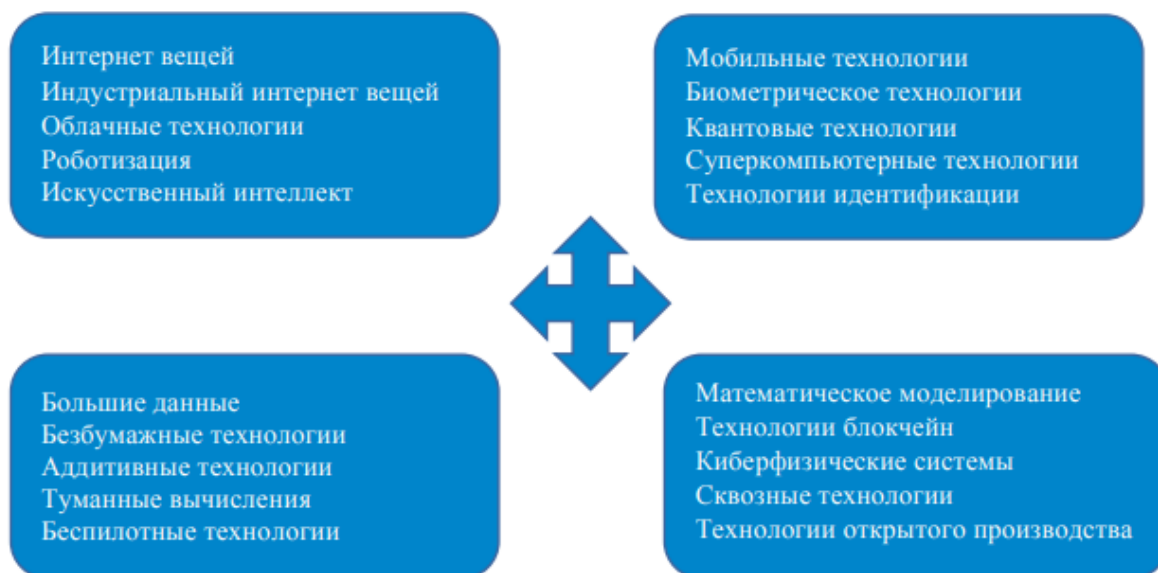 Интернет вещей
Индустриальный интернет вещей
Облачные технологии
Роботизация
Искусственный интеллект
Мобильные технологии
Биометрическое технологии
Квантовые технологии
Суперкомпьютерные технологии
Технологии идентификации
Большие данные
Безбумажные технологии
Аддитивные технологии
Туманные вычисления
Беспилотные технологии
Математическое моделирование
Технологии блокчейн
Киберфизические системы
Сквозные технологии
Технологии открытого производства